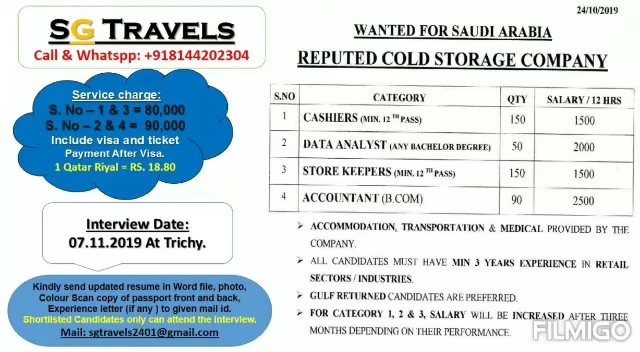 SG TRAVELS
Call & Whatspp: +918144202304
Service charge:
S. No – 1 & 3 = 80,000
S. No – 2 & 4 = 90,000
Include visa and ticket
Payment After Visa.
1 Qatar Riyal = RS. 18.80
Interview Date:
07.11.2019 At Trichy.
Kindly send updated resume in Word file, photo,
Colour Scan copy of passport front and back,
Experience letter (if any ) to given mail id.
Shortlisted Candidates only can attend the Interview.
Mail: sgtravels2401@gmail.com
24/10/2019
WANTED FOR SAUDI ARABIA
REPUTED COLD STORAGE COMPANY
S.NO CATEGORY QTY SALARY/ 12 HRS
1 CASHIERS (MIN. 12 TH PASS) 150 1500
2 DATA ANALYST (ANY BACHELOR DEGREE) 50 2000
3 STORE KEEPERS (MIN. 12 TH PASS) 150 1500
4 ACCOUNTANT (B.COM) 90 2500
➢ ACCOMMODATION, TRANSPORTATION & MEDICAL PROVIDED BY THE
COMPANY.
➢ ALL CANDIDATES MUST HAVE MIN 3 YEARS EXPERIENCE IN RETAIL
SECTORS / INDUSTRIES.
➢ GULF RETURNED CANDIDATES ARE PREFERRED.
➢ FOR CATEGORY 1, 2 & 3, SALARY WILL BE INCREASED AFTER THREE
MONTHS DEPENDING ON THEIR PERFORMANCE.
FILMIGO